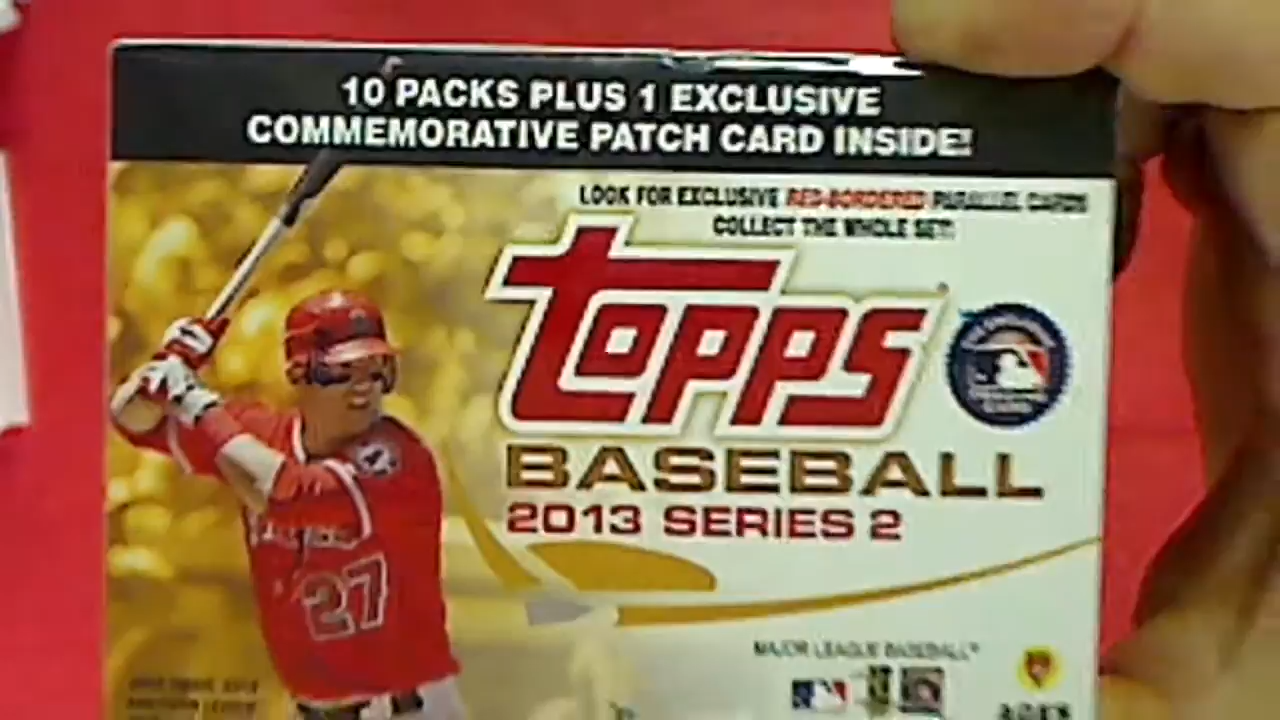 10 PACKS PLUS 1 EXCLUSIVE
COMMEMORATIVE PATCH CARD INSIDE!
LOOK FOR EXCLUSIVE RED-BORDERED PARALLEL CARDS
COLLECT THE WHOLE SET!
TOPPS
BASEBALL
2013 SERIES 2
27
MAJOR LEAGUE BASEBALL
AGES